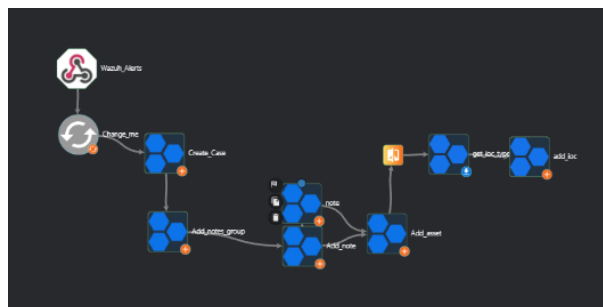 Wazuh_Alerts
Change_me
Create_Case
get_ioc_type
add_ioc
note
Add_notes_group
Add_note
Add_asset